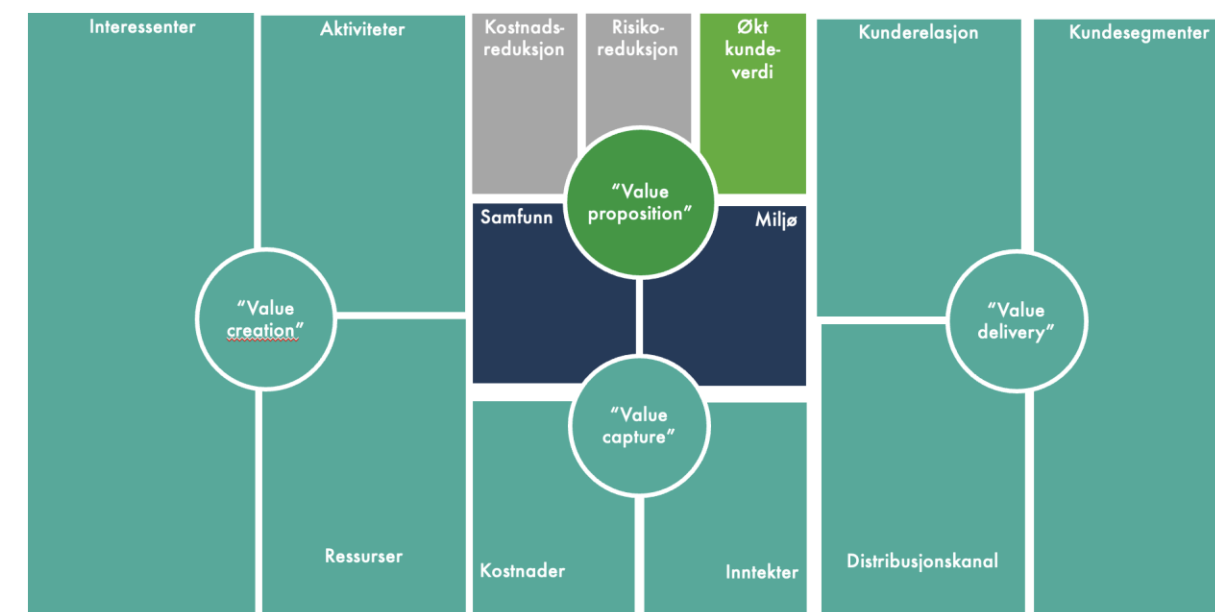 Interessenter
Aktiviteter
Kostnads-
reduksjon
Risiko-
reduksjon
Økt
kunde-
verdi
Kunderelasjon
Kundesegmenter
“Value
proposition”
Samfunn
Miljø
“Value
creation”
“Value
delivery”
“Value
capture”
Ressurser
Kostnader
Inntekter
Distribusjonskanal